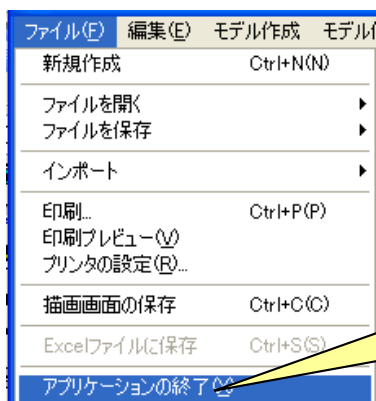 ファイル(F) 編集(E) モデル作成 モデル
新規作成 Ctrl+N(N)
ファイルを開く
ファイルを保存
インポート
印刷... Ctrl+P(P)
印刷プレビュー(V)
プリンタの設定(R)...
描画画面の保存 Ctrl+C(C)
Excelファイルに保存 Ctrl+S(S)
アプリケーションの終了(X)